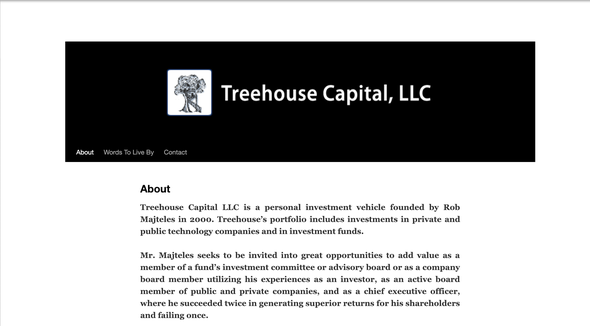 Treehouse Capital, LLC
About Words To Live By Contact
About
Treehouse Capital LLC is a personal investment vehicle founded by Rob
Majteles in 2000. Treehouse's portfolio includes investments in private and
public technology companies and in investment funds.
Mr. Majteles seeks to be invited into great opportunities to add value as a
member of a fund's investment committee or advisory board or as a company
board member utilizing his experiences as an investor, as an active board
member of public and private companies, and as a chief executive officer,
where he succeeded twice in generating superior returns for his shareholders
and failing once.